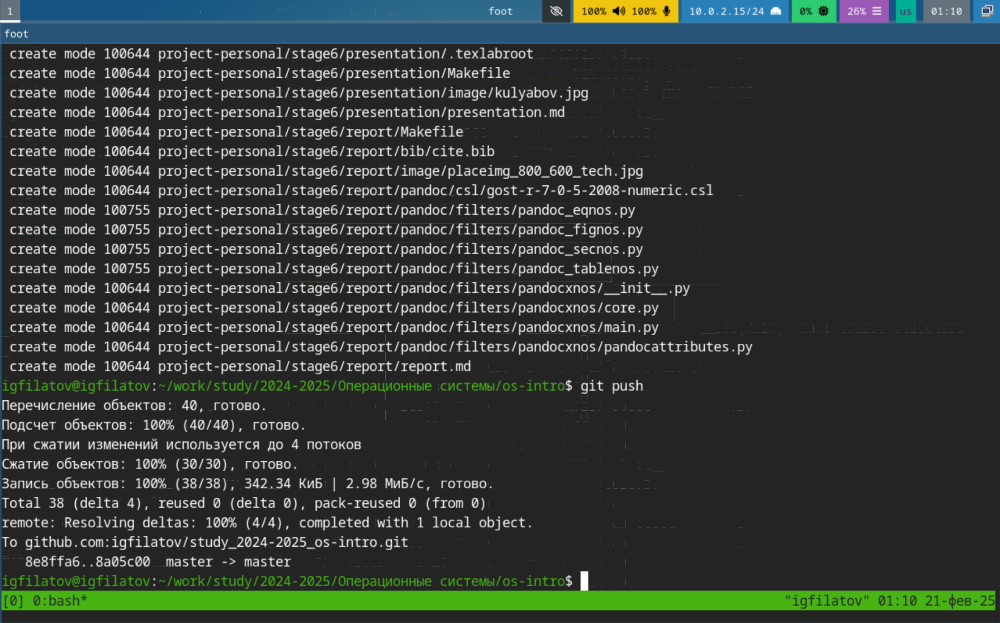 1 foot 100% 100% 10.0.2.15/24 0% 26% us 01:10
foot
create mode 100644 project-personal/stage6/presentation/.texlabroot
create mode 100644 project-personal/stage6/presentation/Makefile
create mode 100644 project-personal/stage6/presentation/image/kulyabov.jpg
create mode 100644 project-personal/stage6/presentation/presentation.md
create mode 100644 project-personal/stage6/report/Makefile
create mode 100644 project-personal/stage6/report/bib/cite.bib
create mode 100644 project-personal/stage6/report/image/placeimg_800_600_tech.jpg
create mode 100644 project-personal/stage6/report/pandoc/csl/gost-r-7-0-5-2008-numeric.csl
create mode 100755 project-personal/stage6/report/pandoc/filters/pandoc_eqnos.py
create mode 100755 project-personal/stage6/report/pandoc/filters/pandoc_fignos.py
create mode 100755 project-personal/stage6/report/pandoc/filters/pandoc_secnos.py
create mode 100755 project-personal/stage6/report/pandoc/filters/pandoc_tablenos.py
create mode 100644 project-personal/stage6/report/pandoc/filters/pandocxnos/__init__.py
create mode 100644 project-personal/stage6/report/pandoc/filters/pandocxnos/core.py
create mode 100644 project-personal/stage6/report/pandoc/filters/pandocxnos/main.py
create mode 100644 project-personal/stage6/report/pandoc/filters/pandocxnos/pandocattributes.py
create mode 100644 project-personal/stage6/report/report.md
igfilatov@igfilatov:~/work/study/2024-2025/Операционные системы/os-intro$ git push
Перечисление объектов: 40, готово.
Подсчет объектов: 100% (40/40), готово.
При сжатии изменений используется до 4 потоков
Сжатие объектов: 100% (30/30), готово.
Запись объектов: 100% (38/38), 342.34 КиБ | 2.98 МиБ/с, готово.
Total 38 (delta 4), reused 0 (delta 0), pack-reused 0 (from 0)
remote: Resolving deltas: 100% (4/4), completed with 1 local object.
To github.com:igfilatov/study_2024-2025_os-intro.git
8e8ffa6..8a05c00 master -> master
igfilatov@igfilatov:~/work/study/2024-2025/Операционные системы/os-intro$
[0] 0:bash* "igfilatov" 01:10 21-фев-25